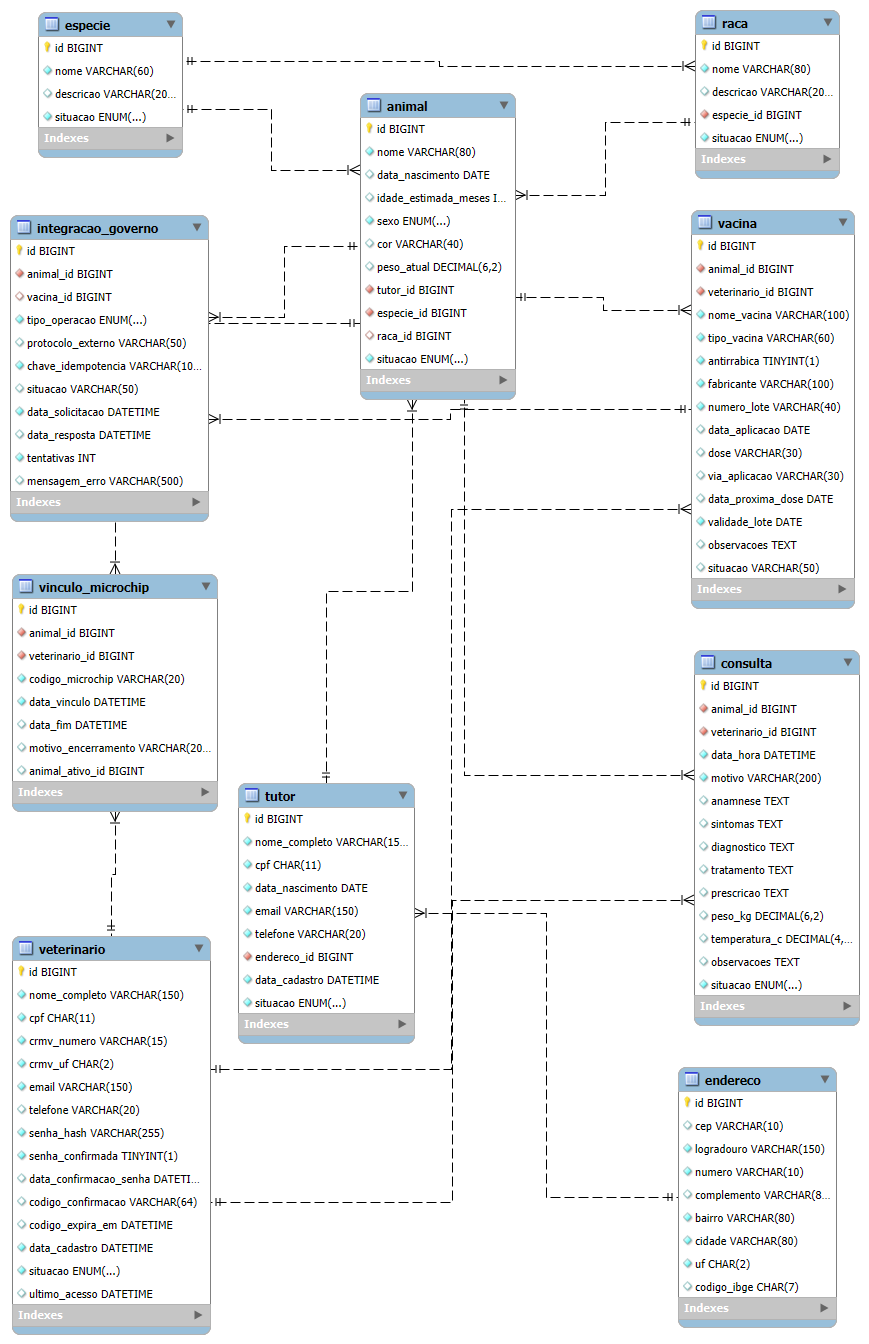 especie
id BIGINT
nome VARCHAR(60)
descricao VARCHAR(20...
situacao ENUM(...)
Indexes
raca
id BIGINT
nome VARCHAR(80)
descricao VARCHAR(20...
especie_id BIGINT
situacao ENUM(...)
Indexes
animal
id BIGINT
nome VARCHAR(80)
data_nascimento DATE
idade_estimada_meses I...
sexo ENUM(...)
cor VARCHAR(40)
peso_atual DECIMAL(6,2)
tutor_id BIGINT
especie_id BIGINT
raca_id BIGINT
situacao ENUM(...)
Indexes
integracao_governo
id BIGINT
animal_id BIGINT
vacina_id BIGINT
tipo_operacao ENUM(...)
protocolo_externo VARCHAR(50)
chave_idempotencia VARCHAR(10...
situacao VARCHAR(50)
data_solicitacao DATETIME
data_resposta DATETIME
tentativas INT
mensagem_erro VARCHAR(500)
Indexes
vacina
id BIGINT
animal_id BIGINT
veterinario_id BIGINT
nome_vacina VARCHAR(100)
tipo_vacina VARCHAR(60)
antirrabica TINYINT(1)
fabricante VARCHAR(100)
numero_lote VARCHAR(40)
data_aplicacao DATE
dose VARCHAR(30)
via_aplicacao VARCHAR(30)
data_proxima_dose DATE
validade_lote DATE
observacoes TEXT
situacao VARCHAR(50)
Indexes
vinculo_microchip
id BIGINT
animal_id BIGINT
veterinario_id BIGINT
codigo_microchip VARCHAR(20)
data_vinculo DATETIME
data_fim DATETIME
motivo_encerramento VARCHAR(20...
animal_ativo_id BIGINT
Indexes
consulta
id BIGINT
animal_id BIGINT
veterinario_id BIGINT
data_hora DATETIME
motivo VARCHAR(200)
anamnese TEXT
sintomas TEXT
diagnostico TEXT
tratamento TEXT
prescricao TEXT
peso_kg DECIMAL(6,2)
temperatura_c DECIMAL(4,...
observacoes TEXT
situacao ENUM(...)
Indexes
tutor
id BIGINT
nome_completo VARCHAR(15...
cpf CHAR(11)
data_nascimento DATE
email VARCHAR(150)
telefone VARCHAR(20)
endereco_id BIGINT
data_cadastro DATETIME
situacao ENUM(...)
Indexes
veterinario
id BIGINT
nome_completo VARCHAR(150)
cpf CHAR(11)
crmv_numero VARCHAR(15)
crmv_uf CHAR(2)
email VARCHAR(150)
telefone VARCHAR(20)
senha_hash VARCHAR(255)
senha_confirmada TINYINT(1)
data_confirmacao_senha DATETI...
codigo_confirmacao VARCHAR(64)
codigo_expira_em DATETIME
data_cadastro DATETIME
situacao ENUM(...)
ultimo_acesso DATETIME
Indexes
endereco
id BIGINT
cep VARCHAR(10)
logradouro VARCHAR(150)
numero VARCHAR(10)
complemento VARCHAR(8...
bairro VARCHAR(80)
cidade VARCHAR(80)
uf CHAR(2)
codigo_ibge CHAR(7)
Indexes